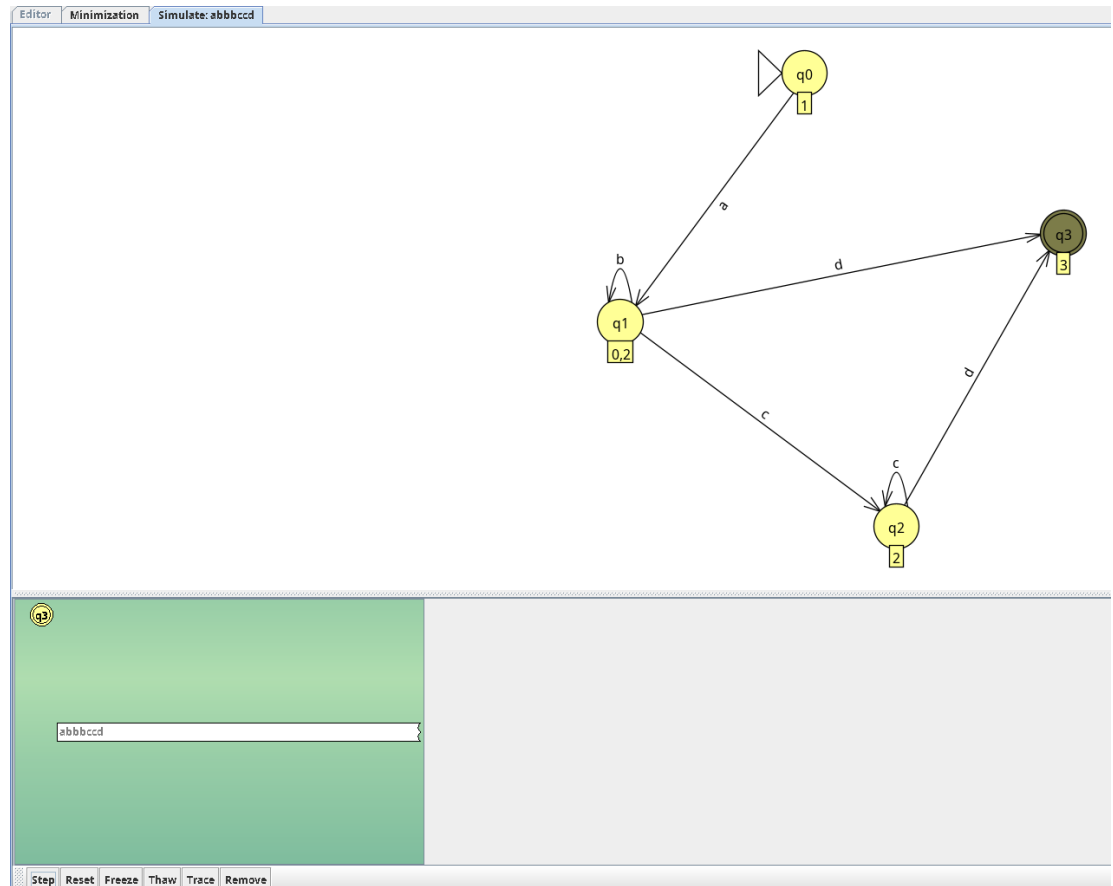 Editor Minimization Simulate: abbbccd
q0
1
a
q3
3
d
b
q1
0,2
c
d
c
q2
2
q3
abbbccd
Step Reset Freeze Thaw Trace Remove